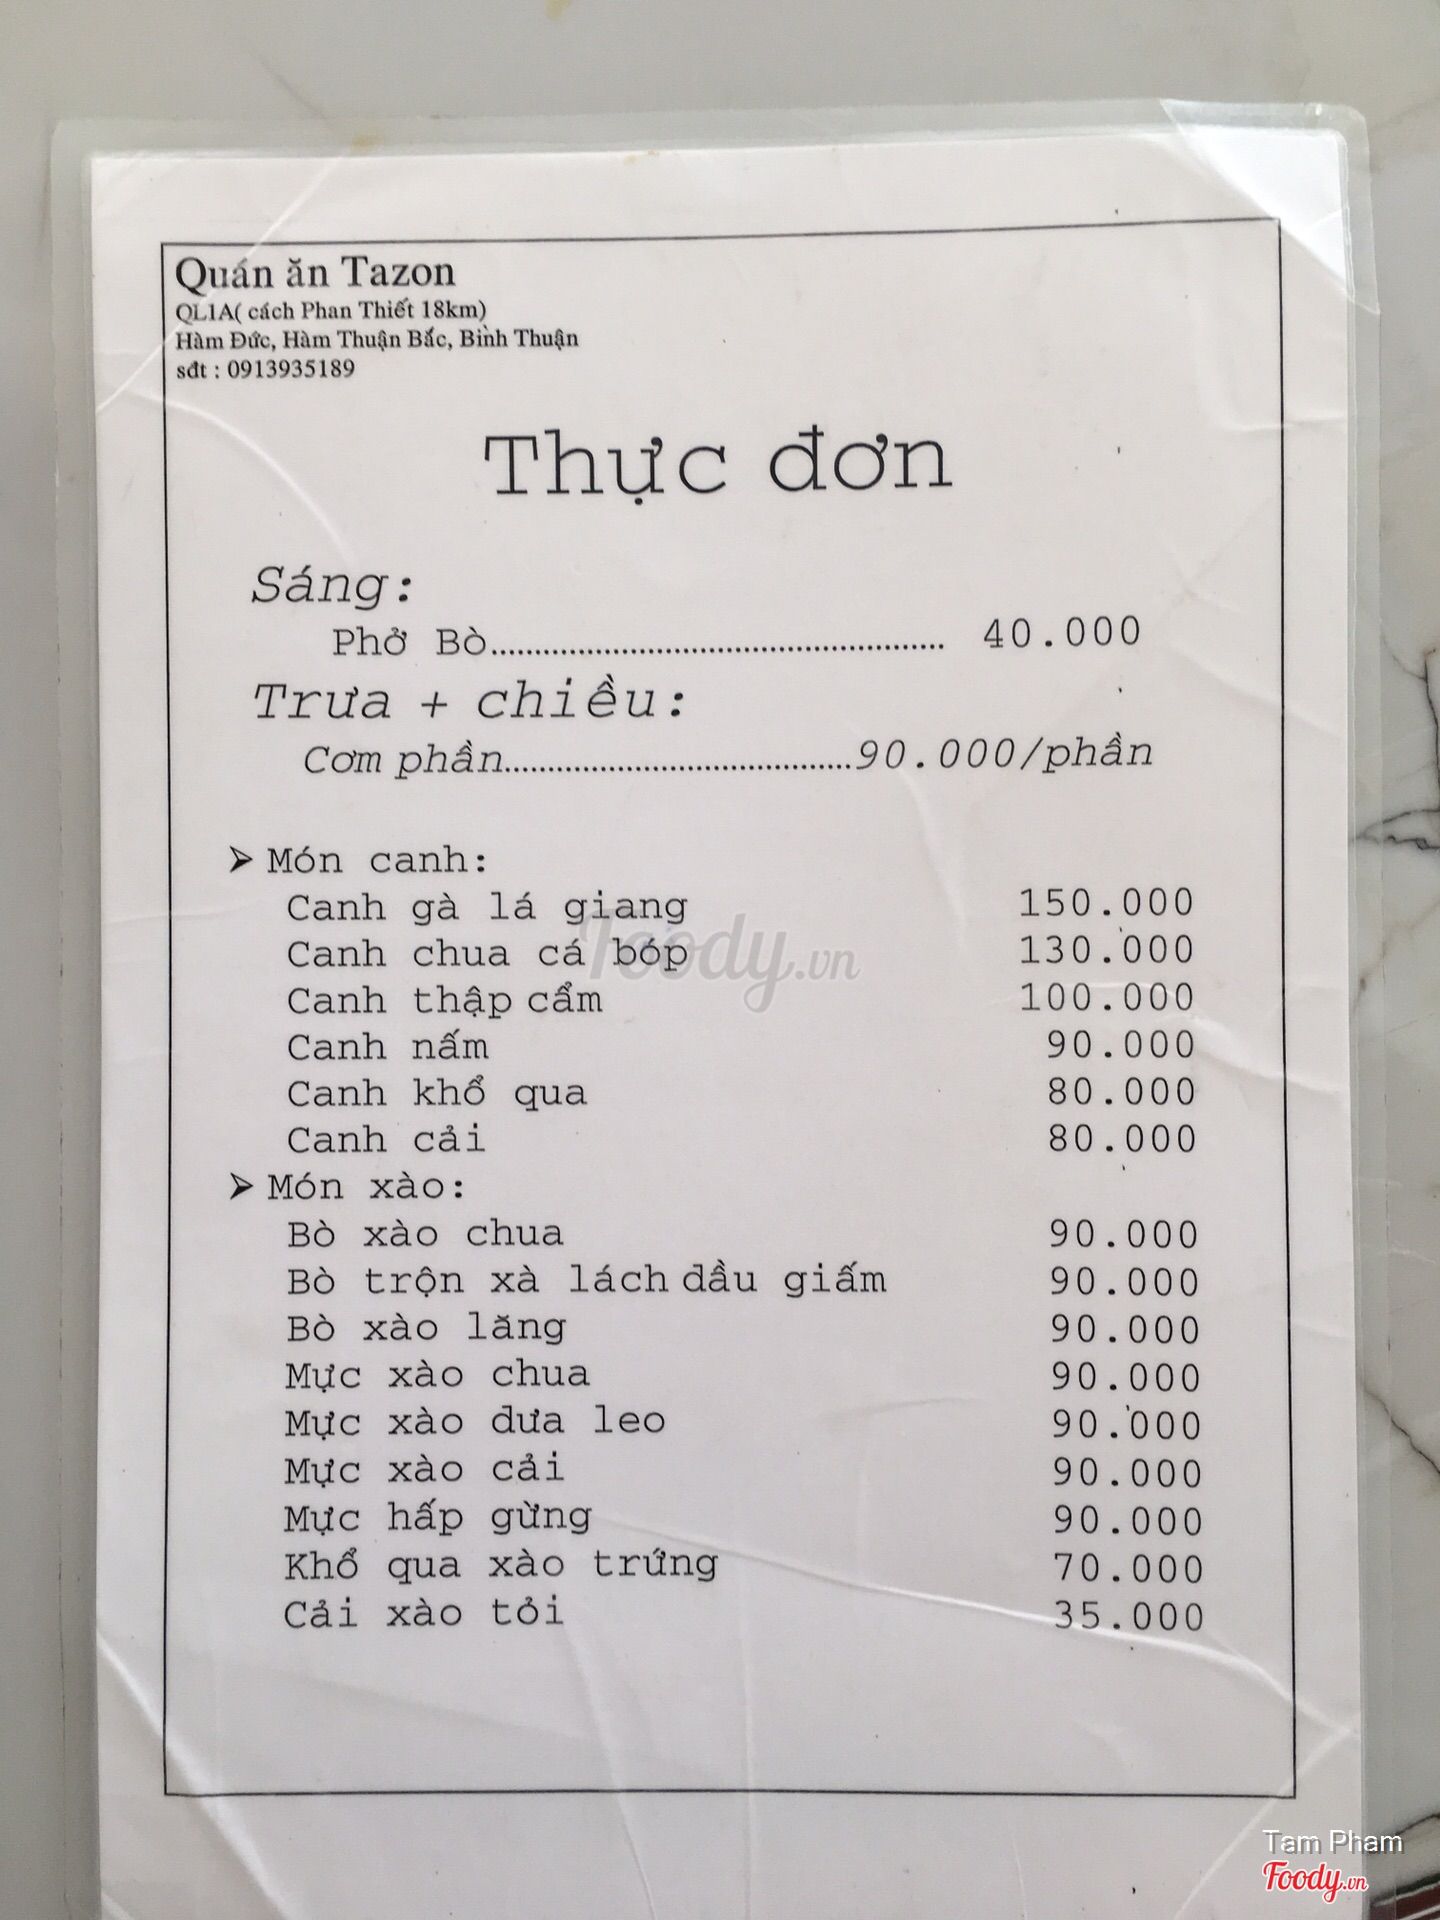 Quán ăn Tazon
QL1A( cách Phan Thiết 18km)
Hàm Đức, Hàm Thuận Bắc, Bình Thuận
sđt : 0913935189
Thực đơn
Sáng:
Phở Bò.................................................... 40.000
Trưa + chiều:
Cơm phần........................................90.000/phần
➢ Món canh:
Canh gà lá giang 150.000
Canh chua cá bóp 130.000
Canh thập cẩm 100.000
Canh nấm 90.000
Canh khổ qua 80.000
Canh cải 80.000
➢ Món xào:
Bò xào chua 90.000
Bò trộn xà lách dầu giấm 90.000
Bò xào lăng 90.000
Mực xào chua 90.000
Mực xào dưa leo 90.000
Mực xào cải 90.000
Mực hấp gừng 90.000
Khổ qua xào trứng 70.000
Cải xào tỏi 35.000
Foody.vn
Tam Pham
Foody.vn